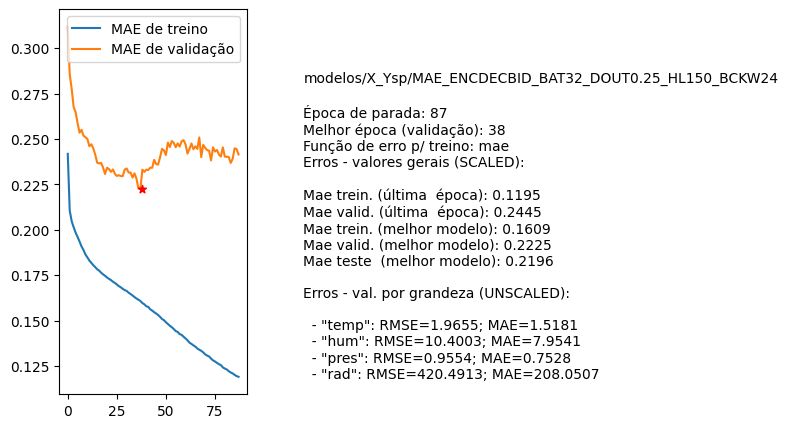 MAE de treino
MAE de validação
0.300
0.275
0.250
0.225
0.200
0.175
0.150
0.125
0
25
50
75
modelos/X_Ysp/MAE_ENCDECBID_BAT32_DOUT0.25_HL150_BCKW24
Época de parada: 87
Melhor época (validação): 38
Função de erro p/ treino: mae
Erros - valores gerais (SCALED):
Mae trein. (última  época): 0.1195
Mae valid. (última  época): 0.2445
Mae trein. (melhor modelo): 0.1609
Mae valid. (melhor modelo): 0.2225
Mae teste  (melhor modelo): 0.2196
Erros - val. por grandeza (UNSCALED):
- "temp": RMSE=1.9655; MAE=1.5181
- "hum": RMSE=10.4003; MAE=7.9541
- "pres": RMSE=0.9554; MAE=0.7528
- "rad": RMSE=420.4913; MAE=208.0507